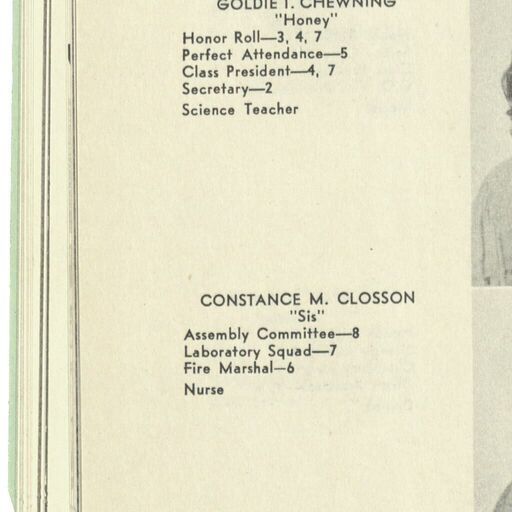 GOLDIE I. CHEWNING
"Honey"
Honor Roll—3, 4, 7
Perfect Attendance—5
Class President—4, 7
Secretary—2
Science Teacher
CONSTANCE M. CLOSSON
"Sis"
Assembly Committee—8
Laboratory Squad—7
Fire Marshal—6
Nurse